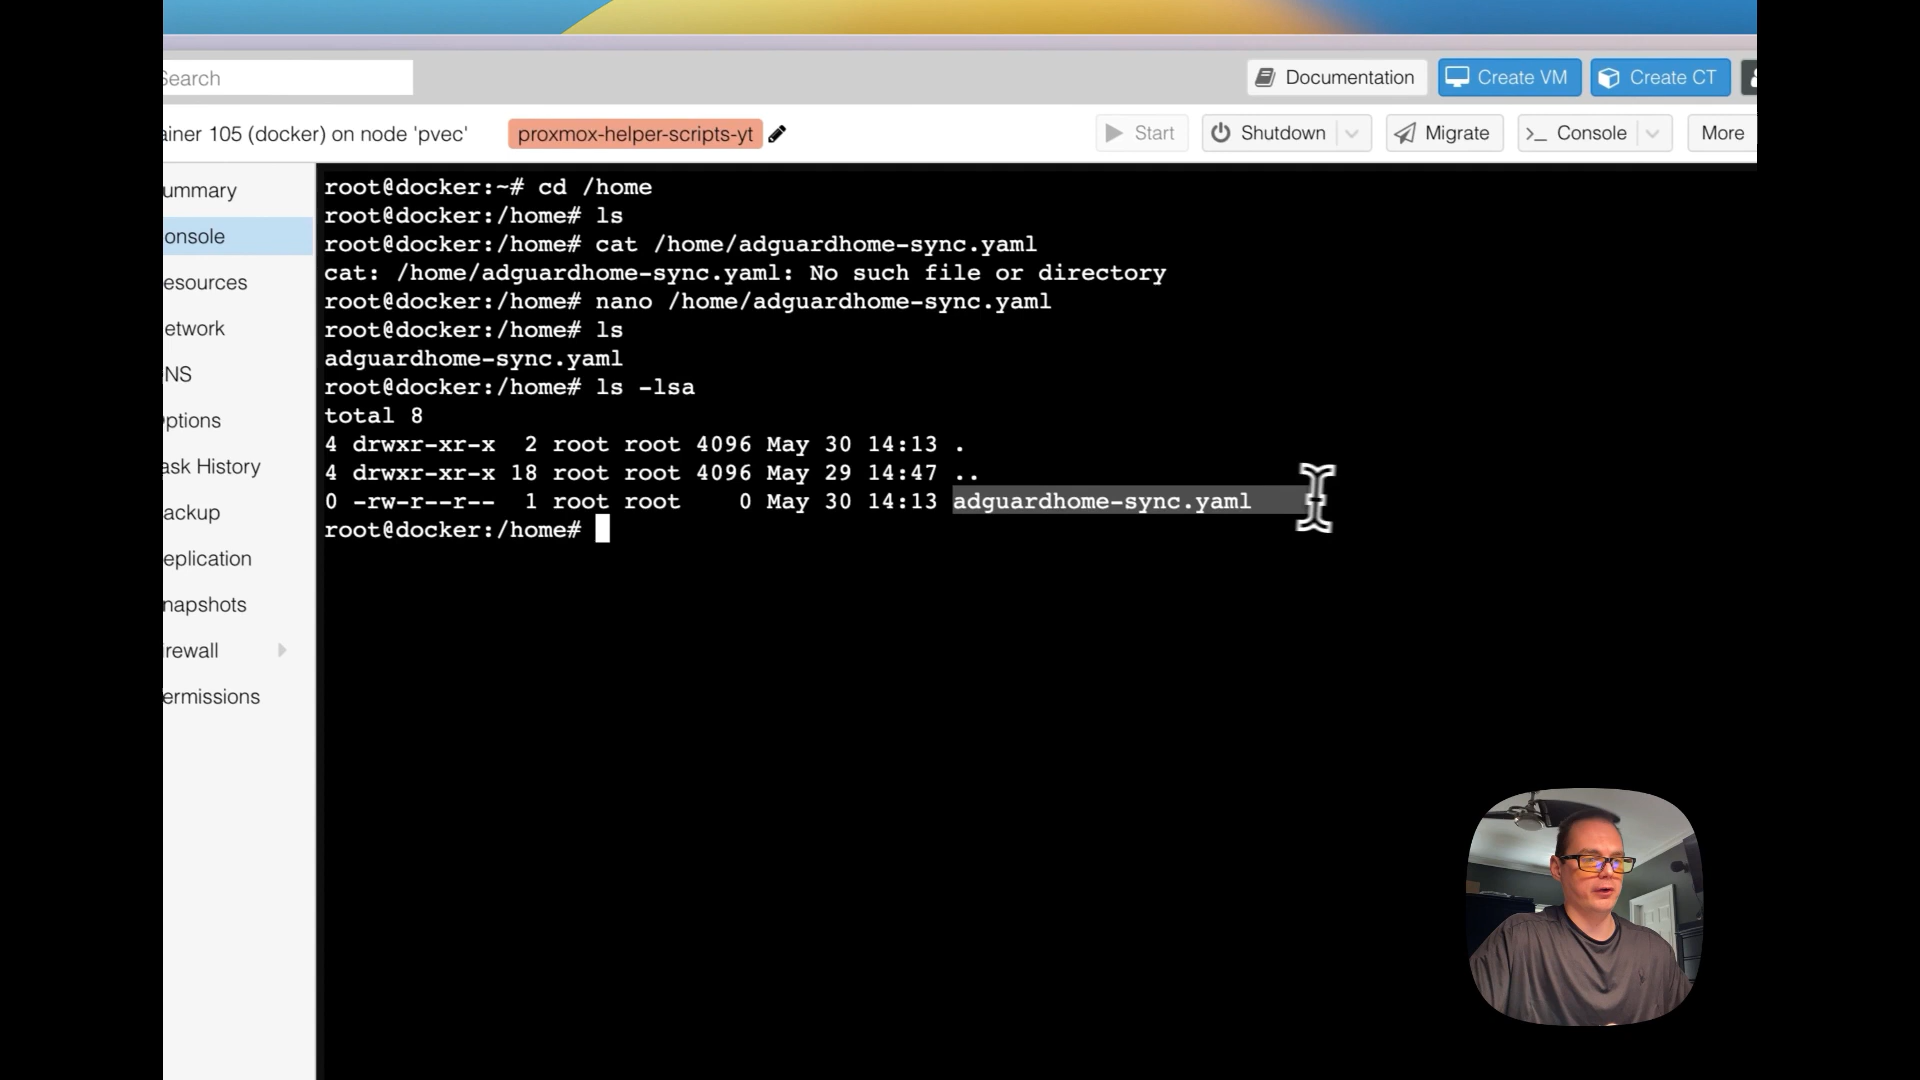 Search
Documentation
Create VM
Create CT
ainer 105 (docker) on node 'pvec'
proxmox-helper-scripts-yt
Start
Shutdown
Migrate
>_ Console
More
ummary
onsole
esources
etwork
NS
ptions
ask History
ackup
eplication
napshots
irewall
ermissions
root@docker:~# cd /home
root@docker:/home# ls
root@docker:/home# cat /home/adguardhome-sync.yaml
cat: /home/adguardhome-sync.yaml: No such file or directory
root@docker:/home# nano /home/adguardhome-sync.yaml
root@docker:/home# ls
adguardhome-sync.yaml
root@docker:/home# ls -lsa
total 8
4 drwxr-xr-x  2 root root 4096 May 30 14:13 .
4 drwxr-xr-x 18 root root 4096 May 29 14:47 ..
0 -rw-r--r--  1 root root    0 May 30 14:13 adguardhome-sync.yaml
root@docker:/home#